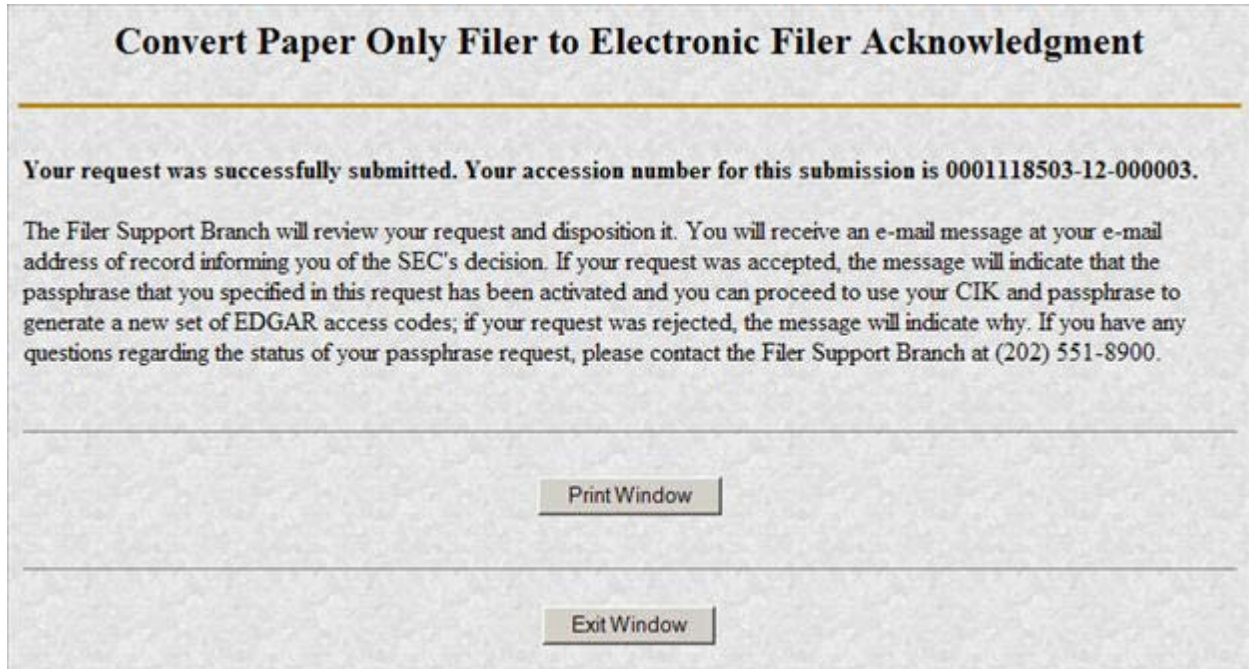 Convert Paper Only Filer to Electronic Filer Acknowledgment
Your request was successfully submitted. Your accession number for this submission is 0001118503-12-000003.
The Filer Support Branch will review your request and disposition it. You will receive an e-mail message at your e-mail
address of record informing you of the SEC's decision. If your request was accepted, the message will indicate that the
passphrase that you specified in this request has been activated and you can proceed to use your CIK and passphrase to
generate a new set of EDGAR access codes; if your request was rejected, the message will indicate why. If you have any
questions regarding the status of your passphrase request, please contact the Filer Support Branch at (202) 551-8900.
Print Window
Exit Window